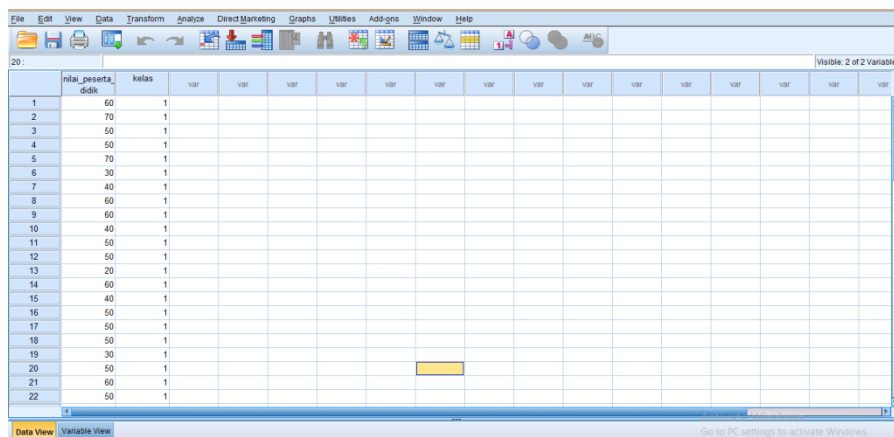 File Edit View Data Transform Analyze Direct Marketing Graphs Utilities Add-ons Window Help
20 :
Visible: 2 of 2 Variable
nilai_peserta_didik kelas var var var var var var var var var var var var var
1 60 1
2 70 1
3 50 1
4 50 1
5 70 1
6 30 1
7 40 1
8 60 1
9 60 1
10 40 1
11 50 1
12 50 1
13 20 1
14 60 1
15 40 1
16 50 1
17 50 1
18 50 1
19 30 1
20 50 1
21 60 1
22 50 1
Data View Variable View
Go to PC settings to activate Windows.